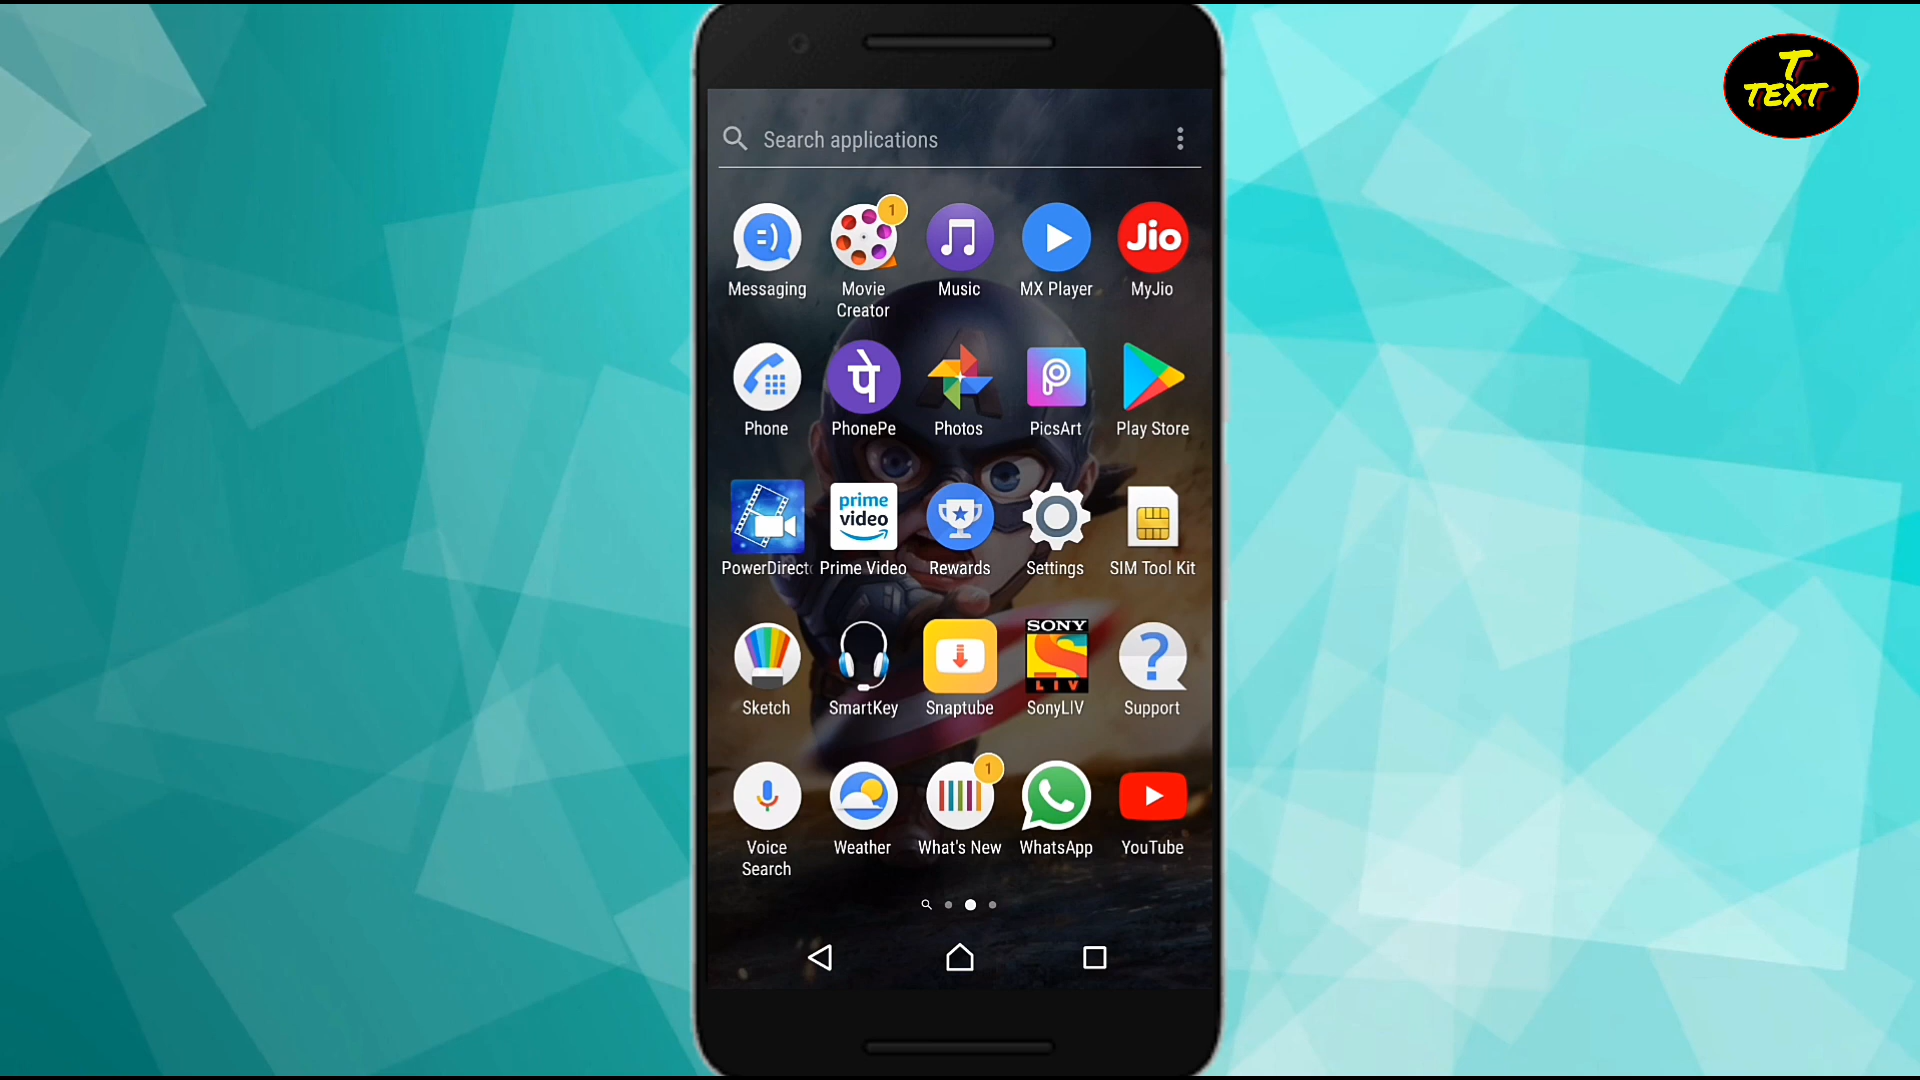 T
TEXT
Search applications
1
Jio
Messaging
Movie
Creator
Music
MX Player
MyJio
पे
Phone
PhonePe
Photos
PicsArt
Play Store
prime
video
PowerDirect
Prime Video
Rewards
Settings
SIM Tool Kit
SONY
LIV
Sketch
SmartKey
Snaptube
SonyLIV
Support
1
Voice
Search
Weather
What's New
WhatsApp
YouTube